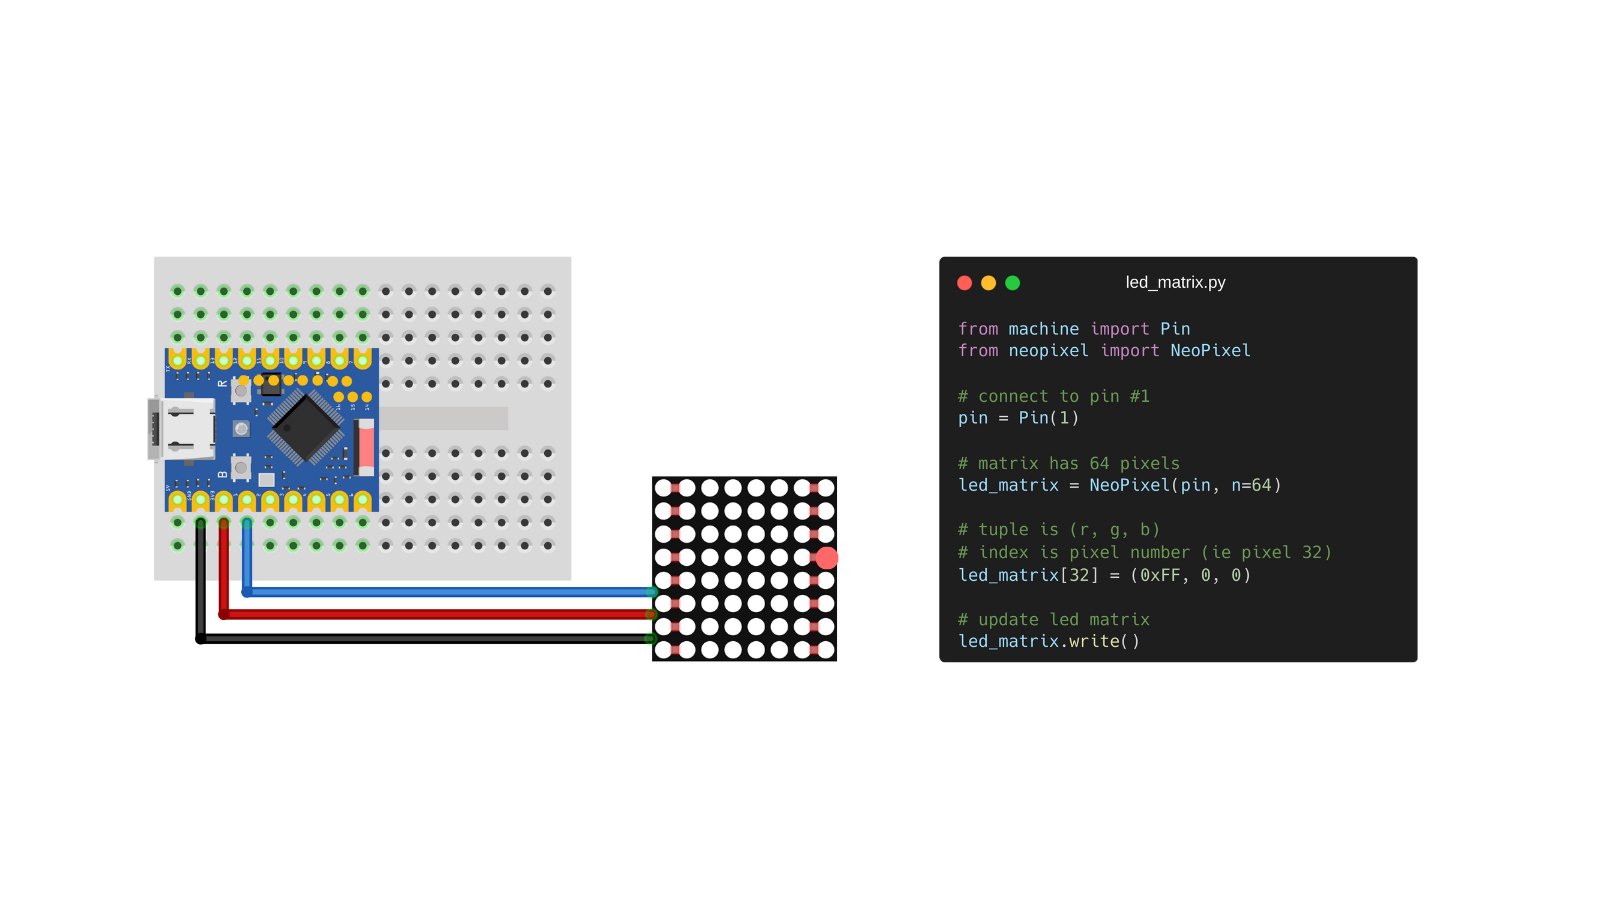 R
B
led_matrix.py
from machine import Pin
from neopixel import NeoPixel
# connect to pin #1
pin = Pin(1)
# matrix has 64 pixels
led_matrix = NeoPixel(pin, n=64)
# tuple is (r, g, b)
# index is pixel number (ie pixel 32)
led_matrix[32] = (0xFF, 0, 0)
# update led matrix
led_matrix.write()